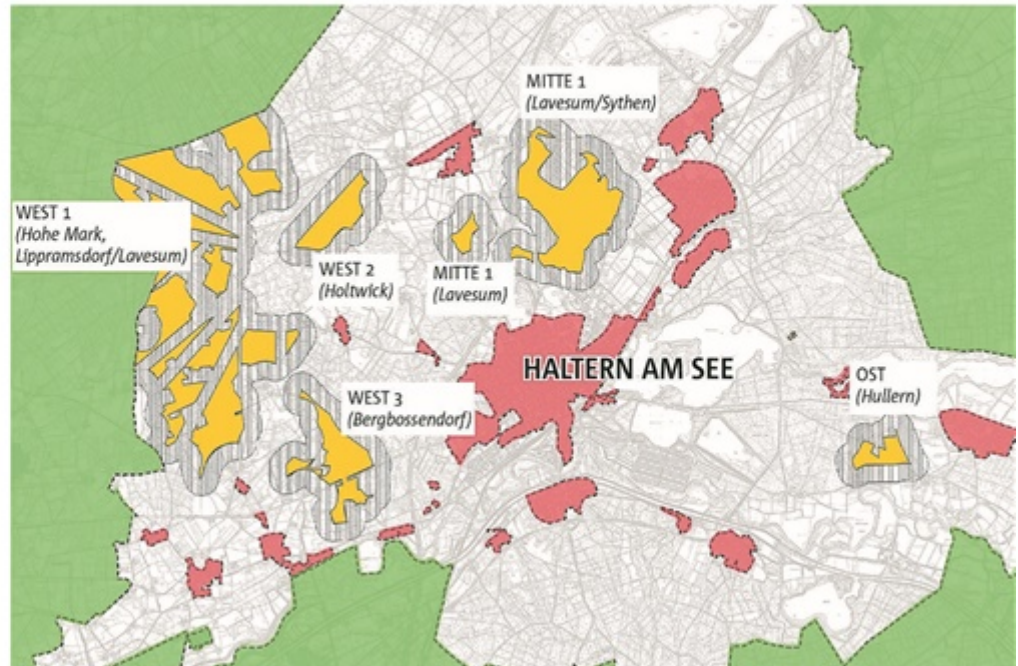 MITTE 1
(Lavesum/Sythen)
WEST 1
(Hohe Mark,
Lippramsdorf/Lavesum)
WEST 2
(Holtwick)
MITTE 1
(Lavesum)
HALTERN AM SEE
OST
(Hullern)
WEST 3
(Bergbossendorf)